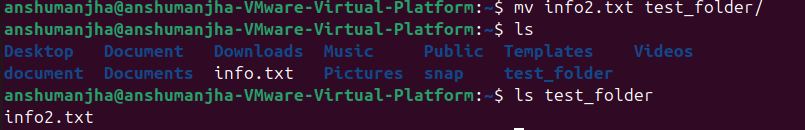 anshumanjha@anshumanjha-VMware-Virtual-Platform:~$ mv info2.txt test_folder/
anshumanjha@anshumanjha-VMware-Virtual-Platform:~$ ls
Desktop Document Downloads Music Public Templates Videos
document Documents info.txt Pictures snap test_folder
anshumanjha@anshumanjha-VMware-Virtual-Platform:~$ ls test_folder
info2.txt